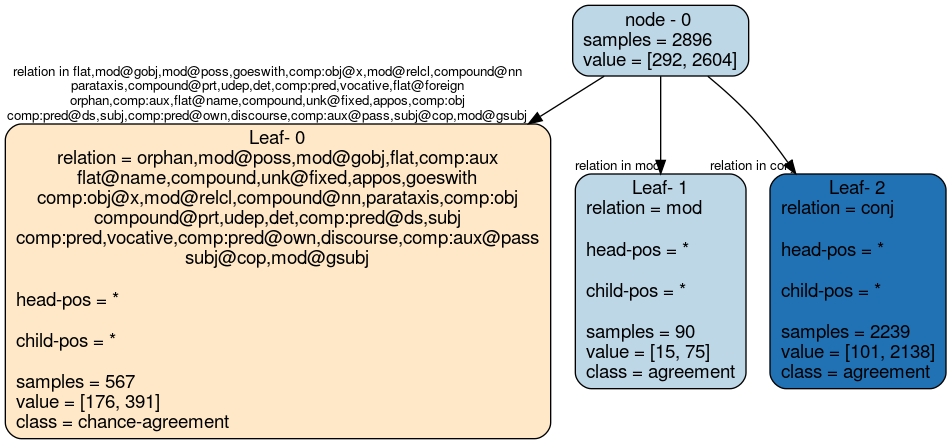 node - 0
samples = 2896
value = [292, 2604]
relation in flat,mod@gobj,mod@poss,goeswith,comp:obj@x,mod@relcl,compound@nn
parataxis,compound@prt,udep,det,comp:pred,vocative,flat@foreign
orphan,comp:aux,flat@name,compound,unk@fixed,appos,comp:obj
comp:pred@ds,subj,comp:pred@own,discourse,comp:aux@pass,subj@cop,mod@gsubj
relation in mod
relation in conj
Leaf- 0
relation = orphan,mod@poss,mod@gobj,flat,comp:aux
flat@name,compound,unk@fixed,appos,goeswith
comp:obj@x,mod@relcl,compound@nn,parataxis,comp:obj
compound@prt,udep,det,comp:pred@ds,subj
comp:pred,vocative,comp:pred@own,discourse,comp:aux@pass
subj@cop,mod@gsubj
head-pos = *
child-pos = *
samples = 567
value = [176, 391]
class = chance-agreement
Leaf- 1
relation = mod
head-pos = *
child-pos = *
samples = 90
value = [15, 75]
class = agreement
Leaf- 2
relation = conj
head-pos = *
child-pos = *
samples = 2239
value = [101, 2138]
class = agreement